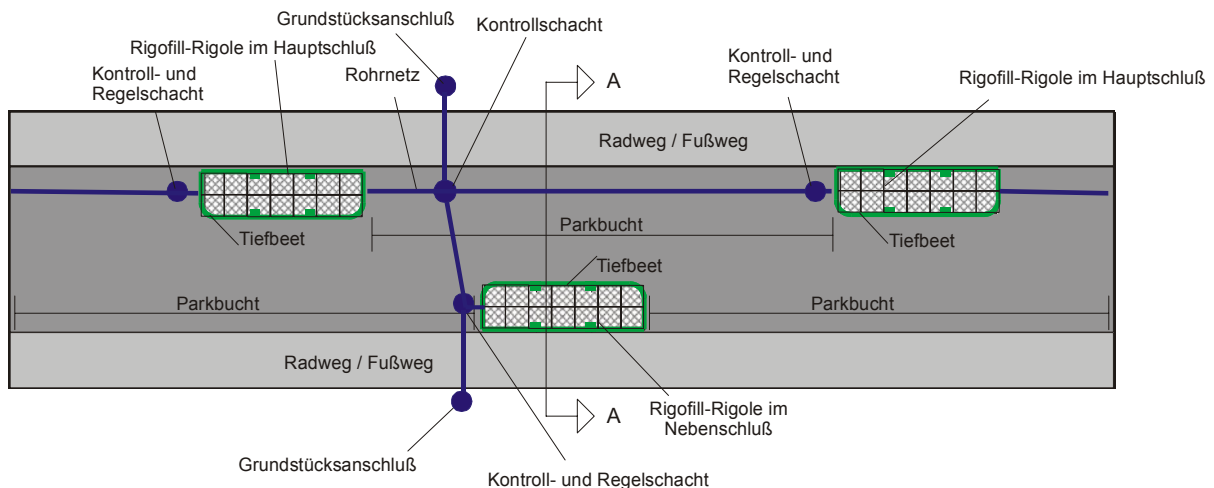 Grundstücksanschluß
Kontrollschacht
Rigofill-Rigole im Hauptschluß
Kontroll- und
Regelschacht
Rohrnetz
A
Kontroll- und
Regelschacht
Rigofill-Rigole im Hauptschluß
Radweg / Fußweg
Tiefbeet
Parkbucht
Tiefbeet
Tiefbeet
Parkbucht
Parkbucht
Radweg / Fußweg
A
Rigofill-Rigole im
Nebenschluß
Grundstücksanschluß
Kontroll- und Regelschacht